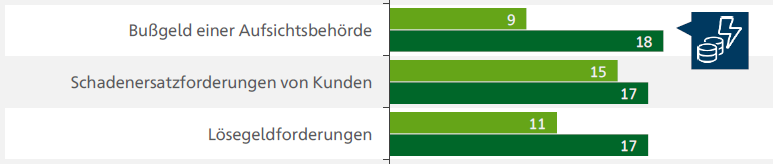 Bußgeld einer Aufsichtsbehörde
9
18
Schadenersatzforderungen von Kunden
15
17
Lösegeldforderungen
11
17